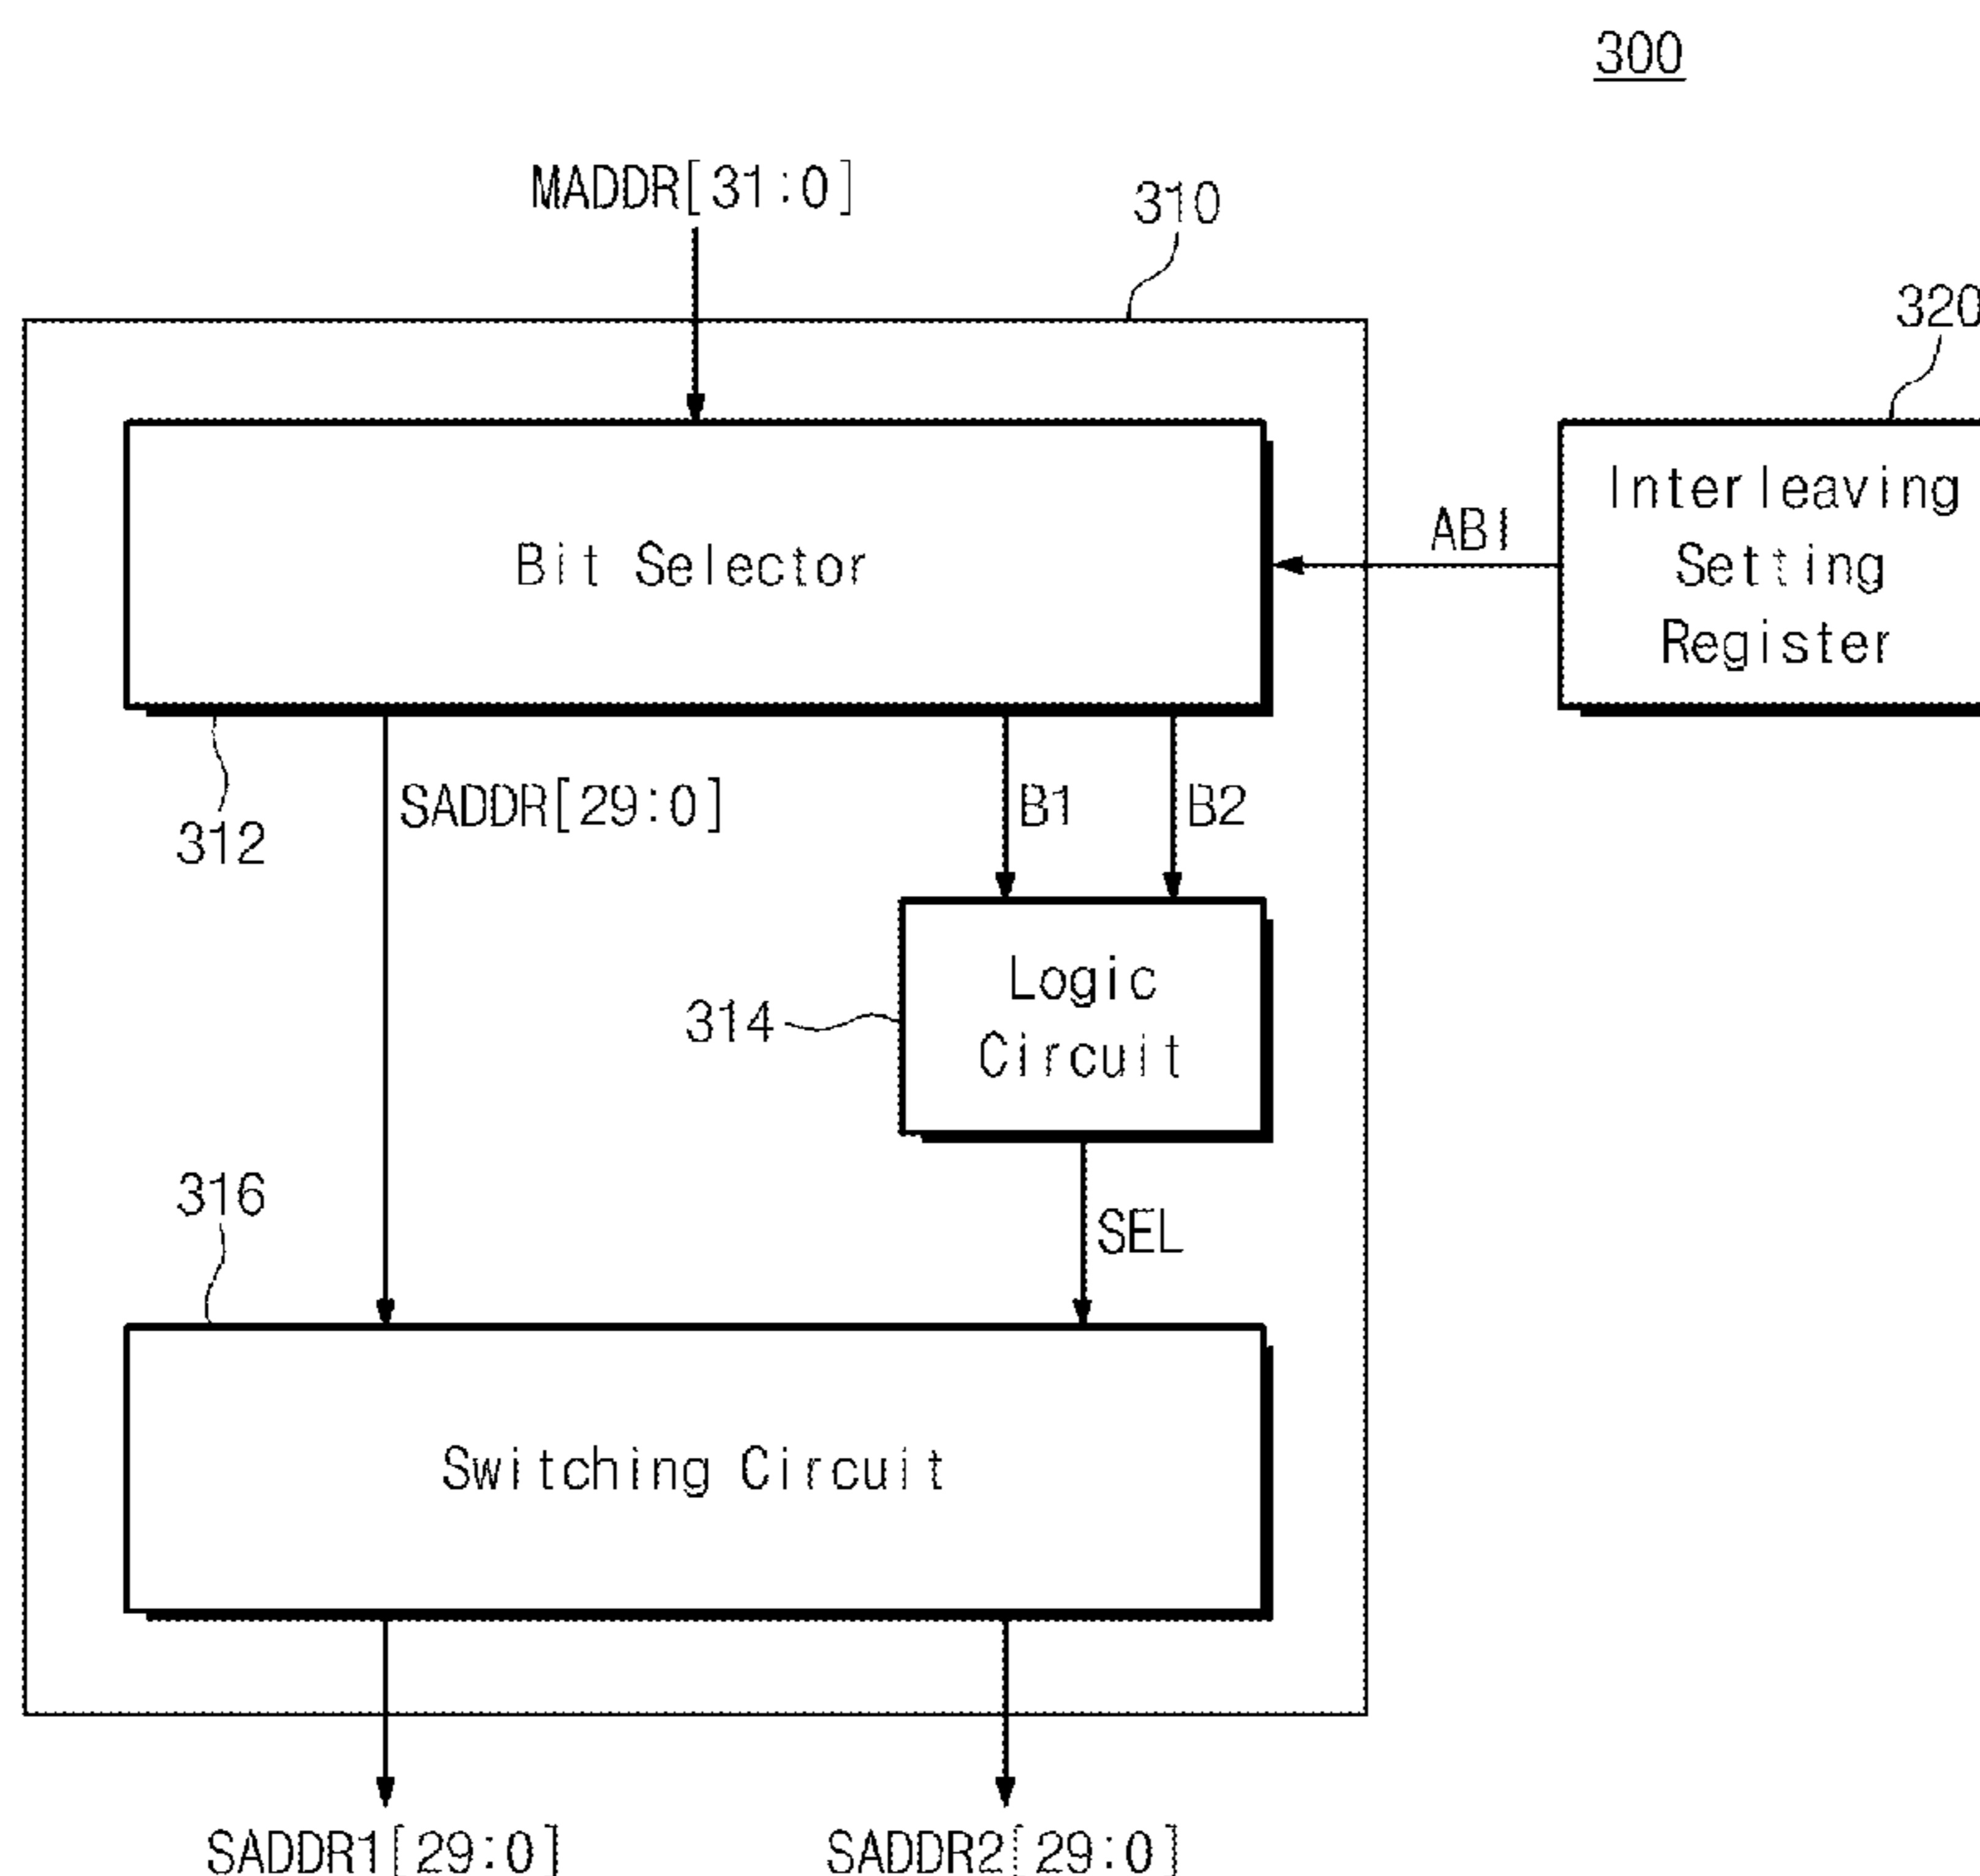 300
MADDR[31:0]
310
320
Bit Selector
ABI
Interleaving
Setting
Register
312
SADDR[29:0]
B1
B2
314
Logic
Circuit
316
SEL
Switching Circuit
SADDR1[29:0]
SADDR2[29:0]